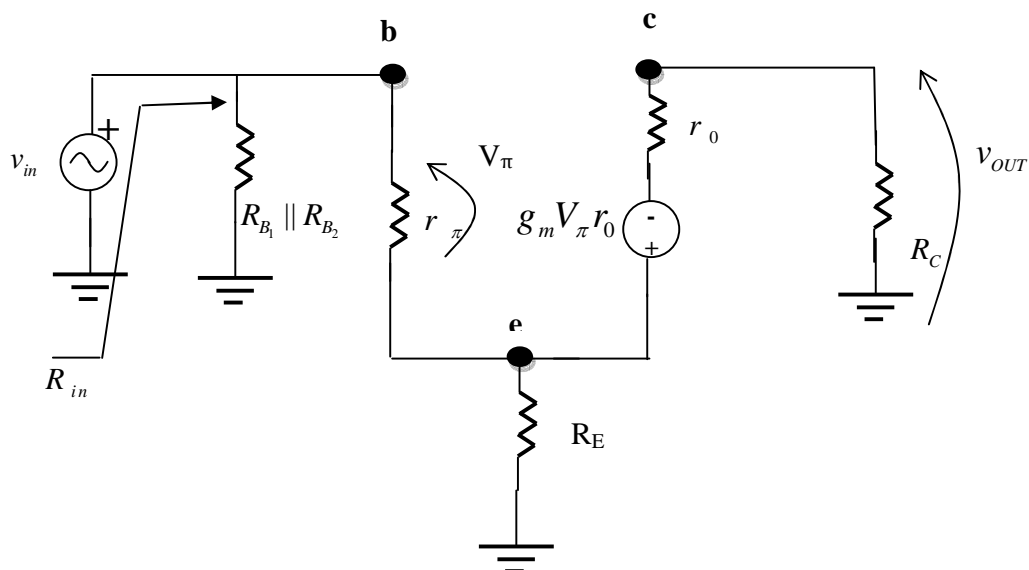 b
c
+
v_in
R_B1 || R_B2
r_π
V_π
g_m V_π r_0
-
+
r_0
v_OUT
R_C
e
R_in
R_E